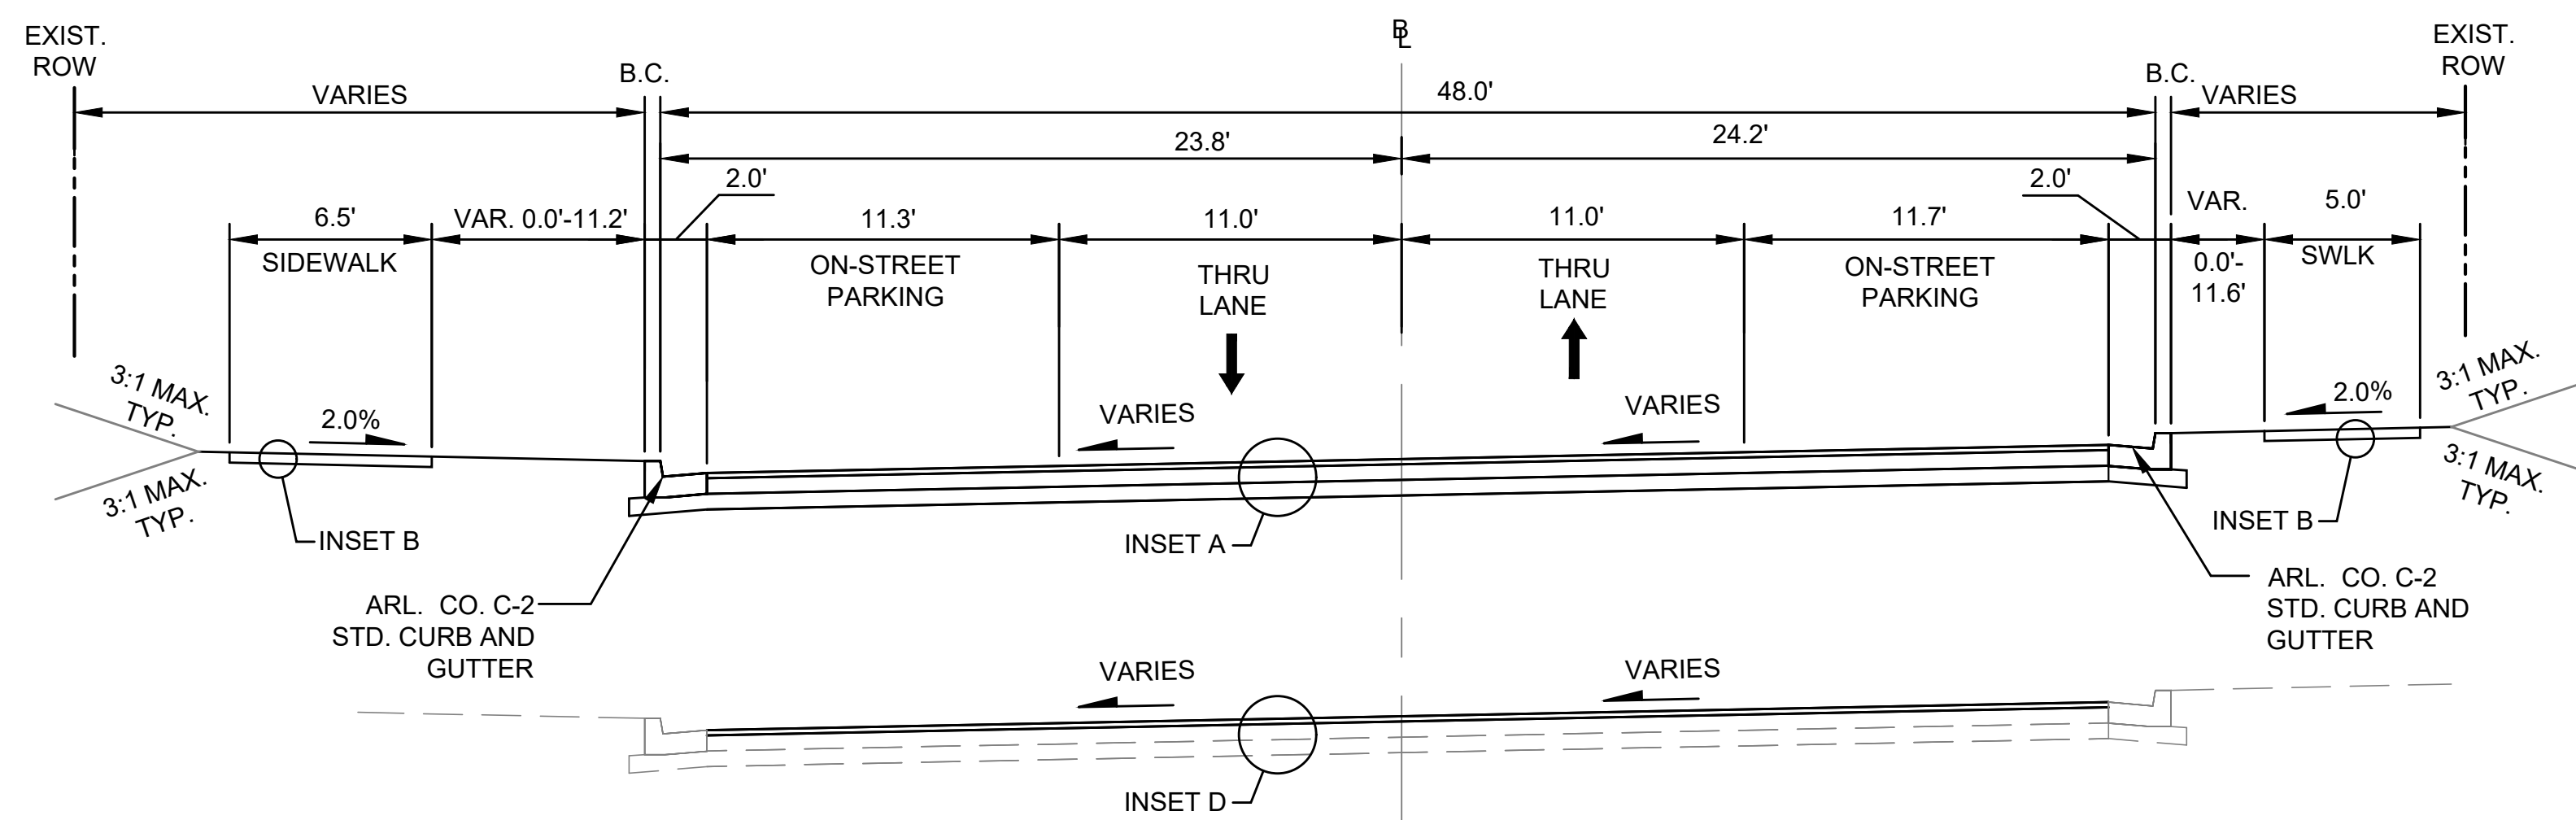 EXIST.
ROW
B.C.
BL
B.C.
EXIST.
ROW
VARIES
48.0'
VARIES
23.8'
24.2'
2.0'
2.0'
6.5'
SIDEWALK
VAR. 0.0'-11.2'
11.3'
ON-STREET
PARKING
11.0'
THRU
LANE
11.0'
THRU
LANE
11.7'
ON-STREET
PARKING
VAR.
0.0'-
11.6'
5.0'
SWLK
3:1 MAX.
TYP.
3:1 MAX.
TYP.
2.0%
VARIES
VARIES
2.0%
3:1 MAX.
TYP.
3:1 MAX.
TYP.
INSET B
INSET A
INSET B
ARL. CO. C-2
STD. CURB AND
GUTTER
ARL. CO. C-2
STD. CURB AND
GUTTER
VARIES
VARIES
INSET D